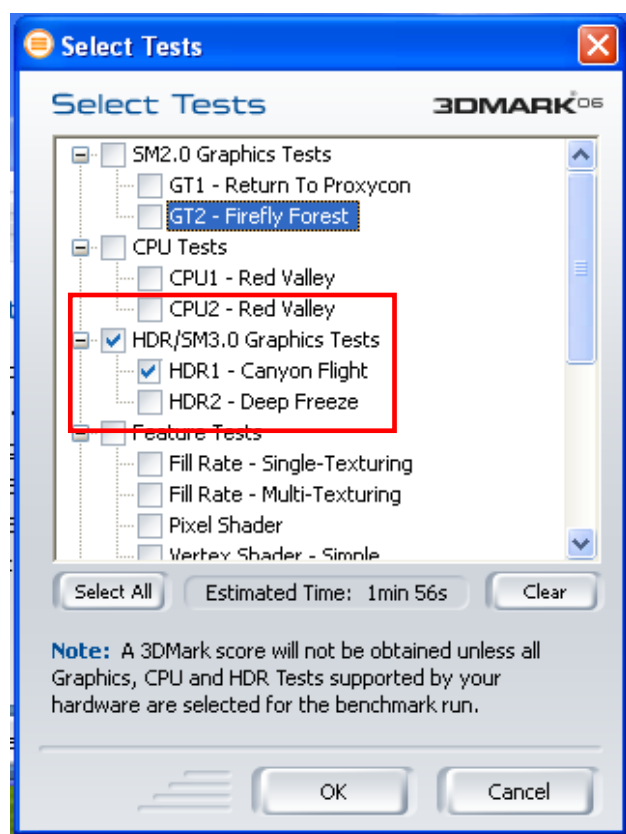 Select Tests
Select Tests 3DMARK®06
SM2.0 Graphics Tests
GT1 - Return To Proxycon
GT2 - Firefly Forest
CPU Tests
CPU1 - Red Valley
CPU2 - Red Valley
HDR/SM3.0 Graphics Tests
HDR1 - Canyon Flight
HDR2 - Deep Freeze
Feature Tests
Fill Rate - Single-Texturing
Fill Rate - Multi-Texturing
Pixel Shader
Vertex Shader - Simple
Select All Estimated Time: 1min 56s Clear
Note: A 3DMark score will not be obtained unless all
Graphics, CPU and HDR Tests supported by your
hardware are selected for the benchmark run.
OK Cancel